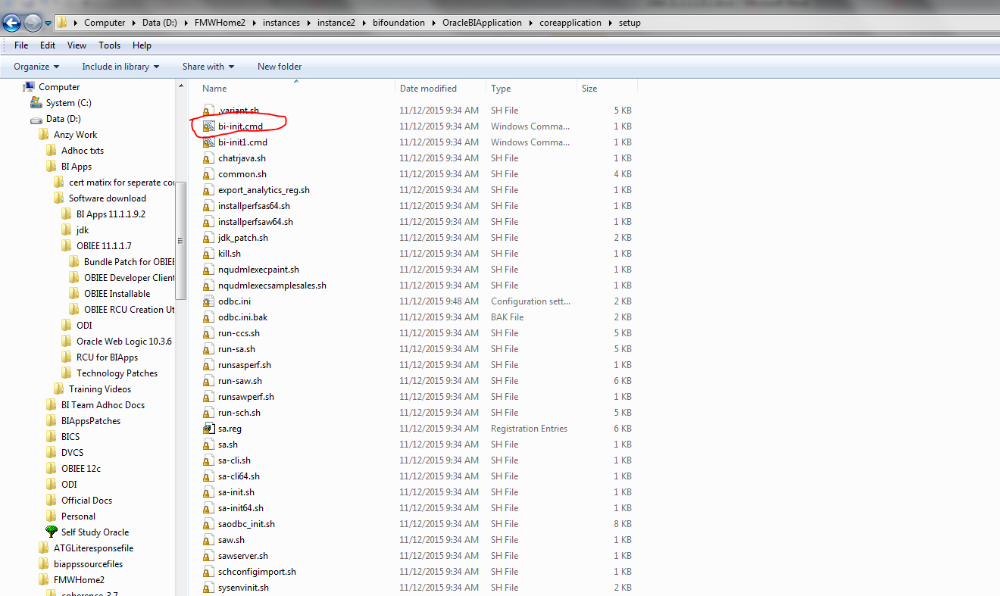 Computer Data (D:) FMWHome2 instances instance2 bifoundation OracleBIApplication coreapplication setup
File Edit View Tools Help
Organize Include in library Share with New folder
Computer
System (C:)
Data (D:)
Anzy Work
Adhoc txts
BI Apps
cert matirx for seperate con
Software download
BI Apps 11.1.1.9.2
jdk
OBIEE 11.1.1.7
Bundle Patch for OBIEE
OBIEE Developer Client
OBIEE Installable
OBIEE RCU Creation Ut
ODI
Oracle Web Logic 10.3.6
RCU for BIApps
Technology Patches
Training Videos
BI Team Adhoc Docs
BIAppsPatches
BICS
DVCS
OBIEE 12c
ODI
Official Docs
Personal
Self Study Oracle
ATGLiteresponsefile
biappssourcefiles
FMWHome2
coherence_3.7
Name Date modified Type Size
.variant.sh 11/12/2015 9:34 AM SH File 5 KB
bi-init.cmd 11/12/2015 9:34 AM Windows Comma... 1 KB
bi-init1.cmd 11/12/2015 9:34 AM Windows Comma... 1 KB
chatrjava.sh 11/12/2015 9:34 AM SH File 1 KB
common.sh 11/12/2015 9:34 AM SH File 4 KB
export_analytics_reg.sh 11/12/2015 9:34 AM SH File 1 KB
installperfsas64.sh 11/12/2015 9:34 AM SH File 1 KB
installperfsaw64.sh 11/12/2015 9:34 AM SH File 1 KB
jdk_patch.sh 11/12/2015 9:34 AM SH File 2 KB
kill.sh 11/12/2015 9:34 AM SH File 1 KB
nqudmlexecpaint.sh 11/12/2015 9:34 AM SH File 1 KB
nqudmlexecsamplesales.sh 11/12/2015 9:34 AM SH File 1 KB
odbc.ini 11/12/2015 9:48 AM Configuration sett... 2 KB
odbc.ini.bak 11/12/2015 9:34 AM BAK File 2 KB
run-ccs.sh 11/12/2015 9:34 AM SH File 5 KB
run-sa.sh 11/12/2015 9:34 AM SH File 5 KB
runsasperf.sh 11/12/2015 9:34 AM SH File 1 KB
run-saw.sh 11/12/2015 9:34 AM SH File 6 KB
runsawperf.sh 11/12/2015 9:34 AM SH File 1 KB
run-sch.sh 11/12/2015 9:34 AM SH File 5 KB
sa.reg 11/12/2015 9:34 AM Registration Entries 6 KB
sa.sh 11/12/2015 9:34 AM SH File 1 KB
sa-cli.sh 11/12/2015 9:34 AM SH File 1 KB
sa-cli64.sh 11/12/2015 9:34 AM SH File 1 KB
sa-init.sh 11/12/2015 9:34 AM SH File 1 KB
sa-init64.sh 11/12/2015 9:34 AM SH File 1 KB
saodbc_init.sh 11/12/2015 9:34 AM SH File 8 KB
saw.sh 11/12/2015 9:34 AM SH File 1 KB
sawserver.sh 11/12/2015 9:34 AM SH File 1 KB
schconfigimport.sh 11/12/2015 9:34 AM SH File 1 KB
sysenvinit.sh 11/12/2015 9:34 AM SH File 2 KB